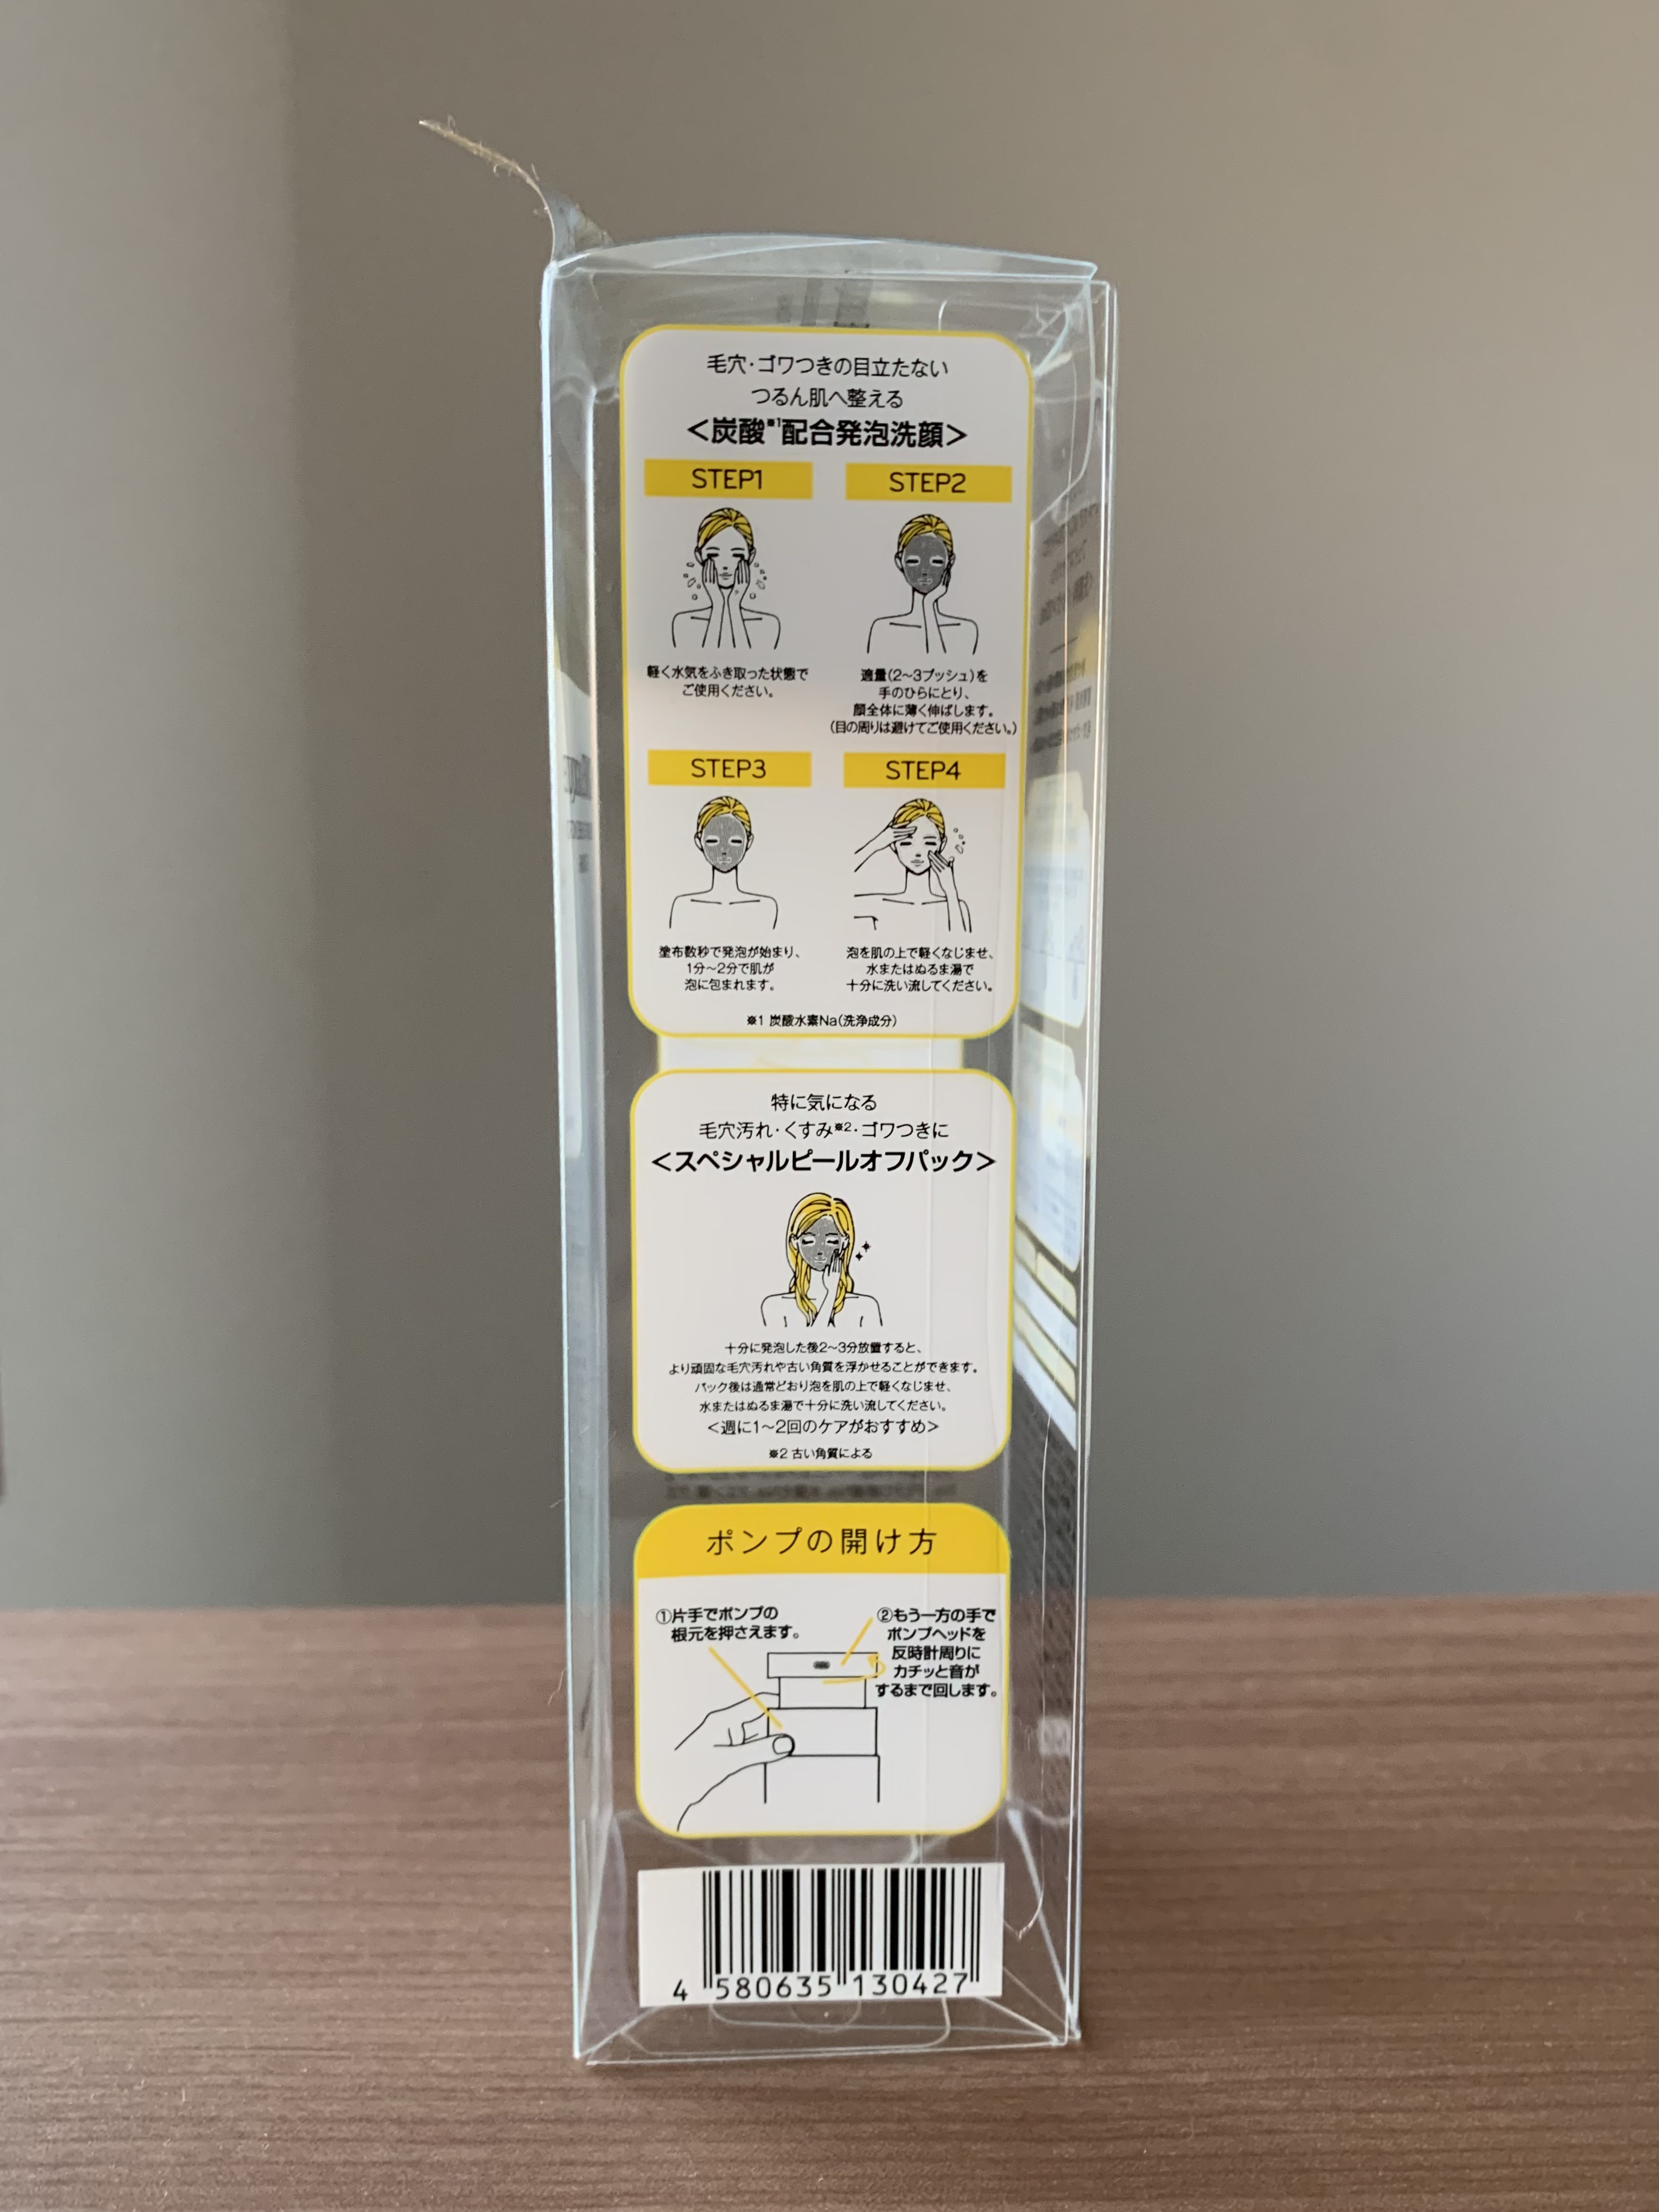 毛穴・ゴワつきの目立たない
つるん肌へ整える
＜炭酸※1配合発泡洗顔＞
STEP1
軽く水気をふき取った状態で
ご使用ください。
STEP2
適量(2〜3プッシュ)を
手のひらにとり、
顔全体に薄く伸ばします。
(目の周りは避けてご使用ください。)
STEP3
塗布数秒で発泡が始まり、
1分〜2分で肌が
泡に包まれます。
STEP4
泡を肌の上で軽くなじませ、
水またはぬるま湯で
十分に洗い流してください。
※1 炭酸水素Na(洗浄成分)
特に気になる
毛穴汚れ・くすみ※2・ゴワつきに
＜スペシャルピールオフパック＞
十分に発泡した後2〜3分放置すると、
より頑固な毛穴汚れや古い角質を浮かせることができます。
パック後は通常どおり泡を肌の上で軽くなじませ、
水またはぬるま湯で十分に洗い流してください。
＜週に1〜2回のケアがおすすめ＞
※2 古い角質による
ポンプの開け方
①片手でポンプの
根元を押さえます。
②もう一方の手で
ポンプヘッドを
反時計周りに
カチッと音が
するまで回します。
4 580635 130427